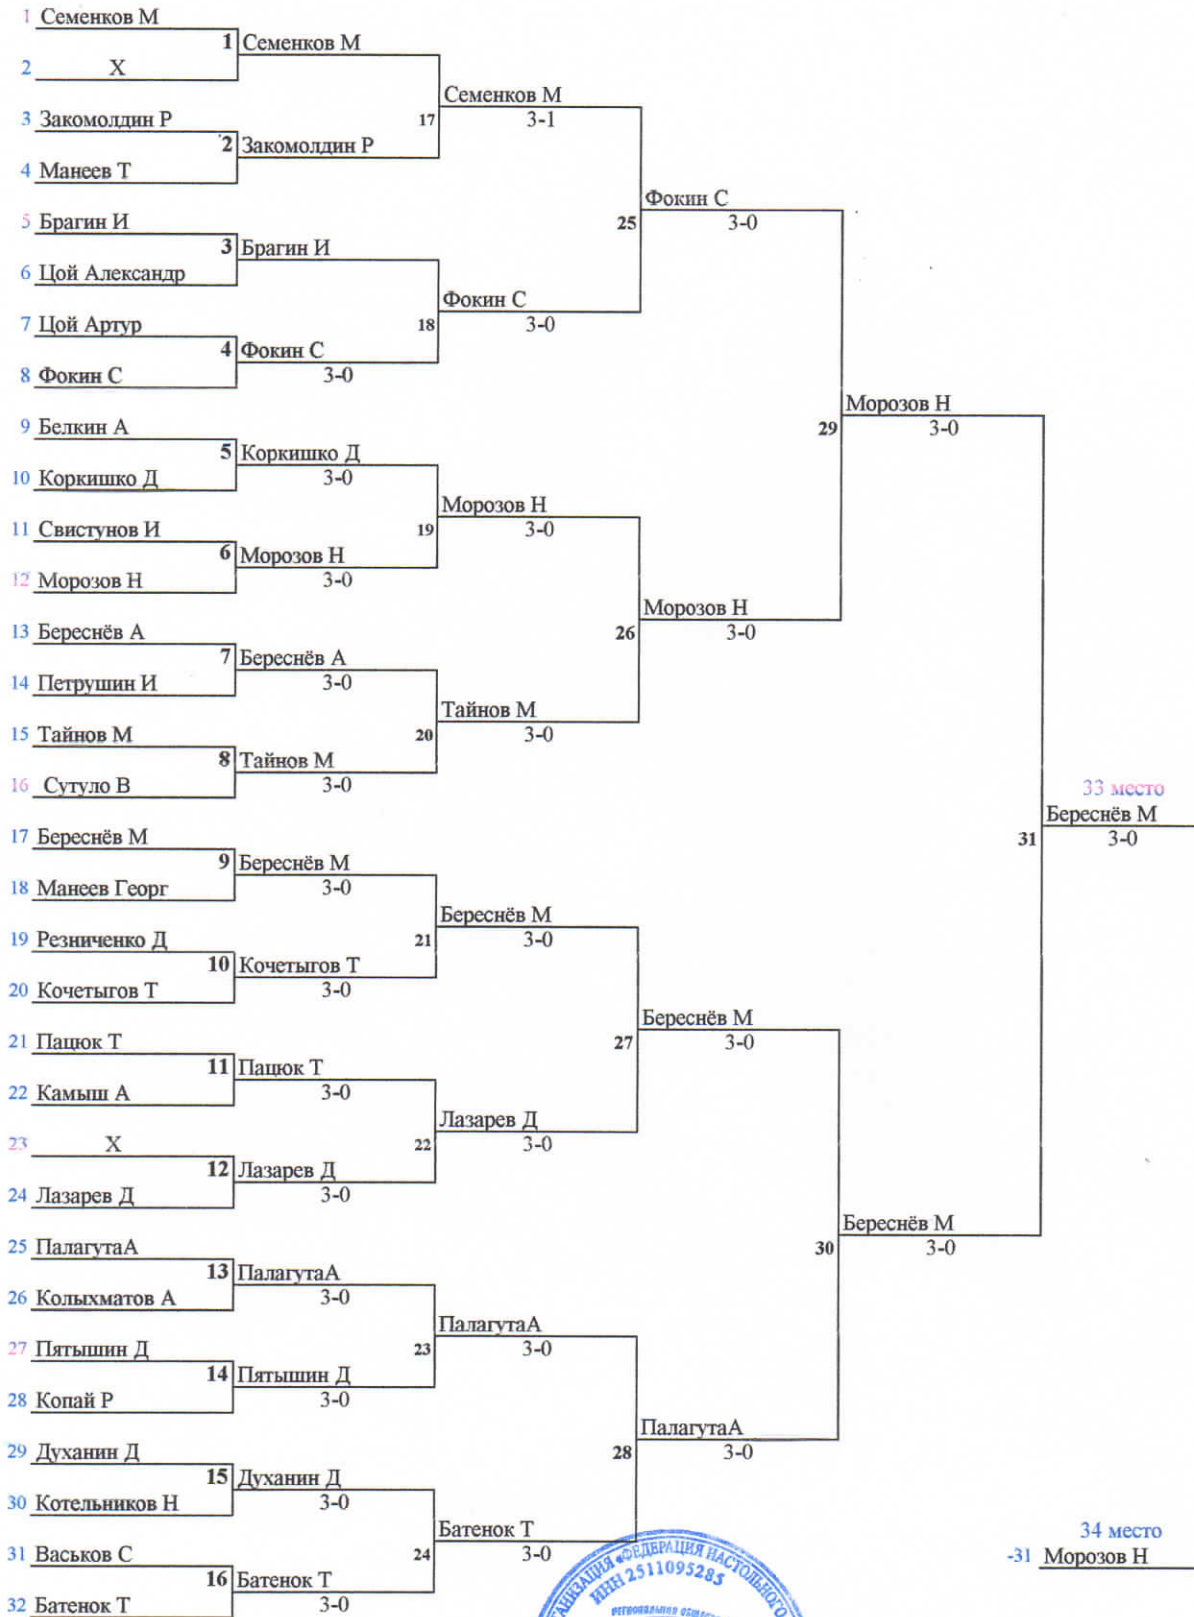 1 Семенков М
1 Семенков М
2 X
Семенков М
3 Закомолдин Р
17 3-1
2 Закомолдин Р
4 Манеев Т
Фокин С
5 Брагин И
25 3-0
3 Брагин И
6 Цой Александр
Фокин С
7 Цой Артур
18 3-0
4 Фокин С
8 Фокин С
3-0
Морозов Н
9 Белкин А
29 3-0
5 Коркишко Д
10 Коркишко Д
3-0
Морозов Н
11 Свистунов И
19 3-0
6 Морозов Н
12 Морозов Н
3-0
Морозов Н
13 Береснёв А
26 3-0
7 Береснёв А
14 Петрушин И
3-0
Тайнов М
15 Тайнов М
20 3-0
8 Тайнов М
16 Сутуло В
3-0
33 место
Береснёв М
17 Береснёв М
31 3-0
9 Береснёв М
18 Манеев Георг
3-0
Береснёв М
19 Резниченко Д
21 3-0
10 Кочетыгов Т
20 Кочетыгов Т
3-0
Береснёв М
21 Пацюк Т
27 3-0
11 Пацюк Т
22 Камыш А
3-0
Лазарев Д
23 X
22 3-0
12 Лазарев Д
24 Лазарев Д
3-0
Береснёв М
25 ПалагутаА
30 3-0
13 ПалагутаА
26 Колыхматов А
3-0
ПалагутаА
27 Пятышин Д
23 3-0
14 Пятышин Д
28 Копай Р
3-0
ПалагутаА
29 Духанин Д
28 3-0
15 Духанин Д
30 Котельников Н
3-0
Батенок Т
31 Васьков С
24 3-0
16 Батенок Т
32 Батенок Т
3-0
34 место
-31 Морозов Н
«ФЕДЕРАЦИЯ НАСТОЛЬНОГО
ИНН 2511095285